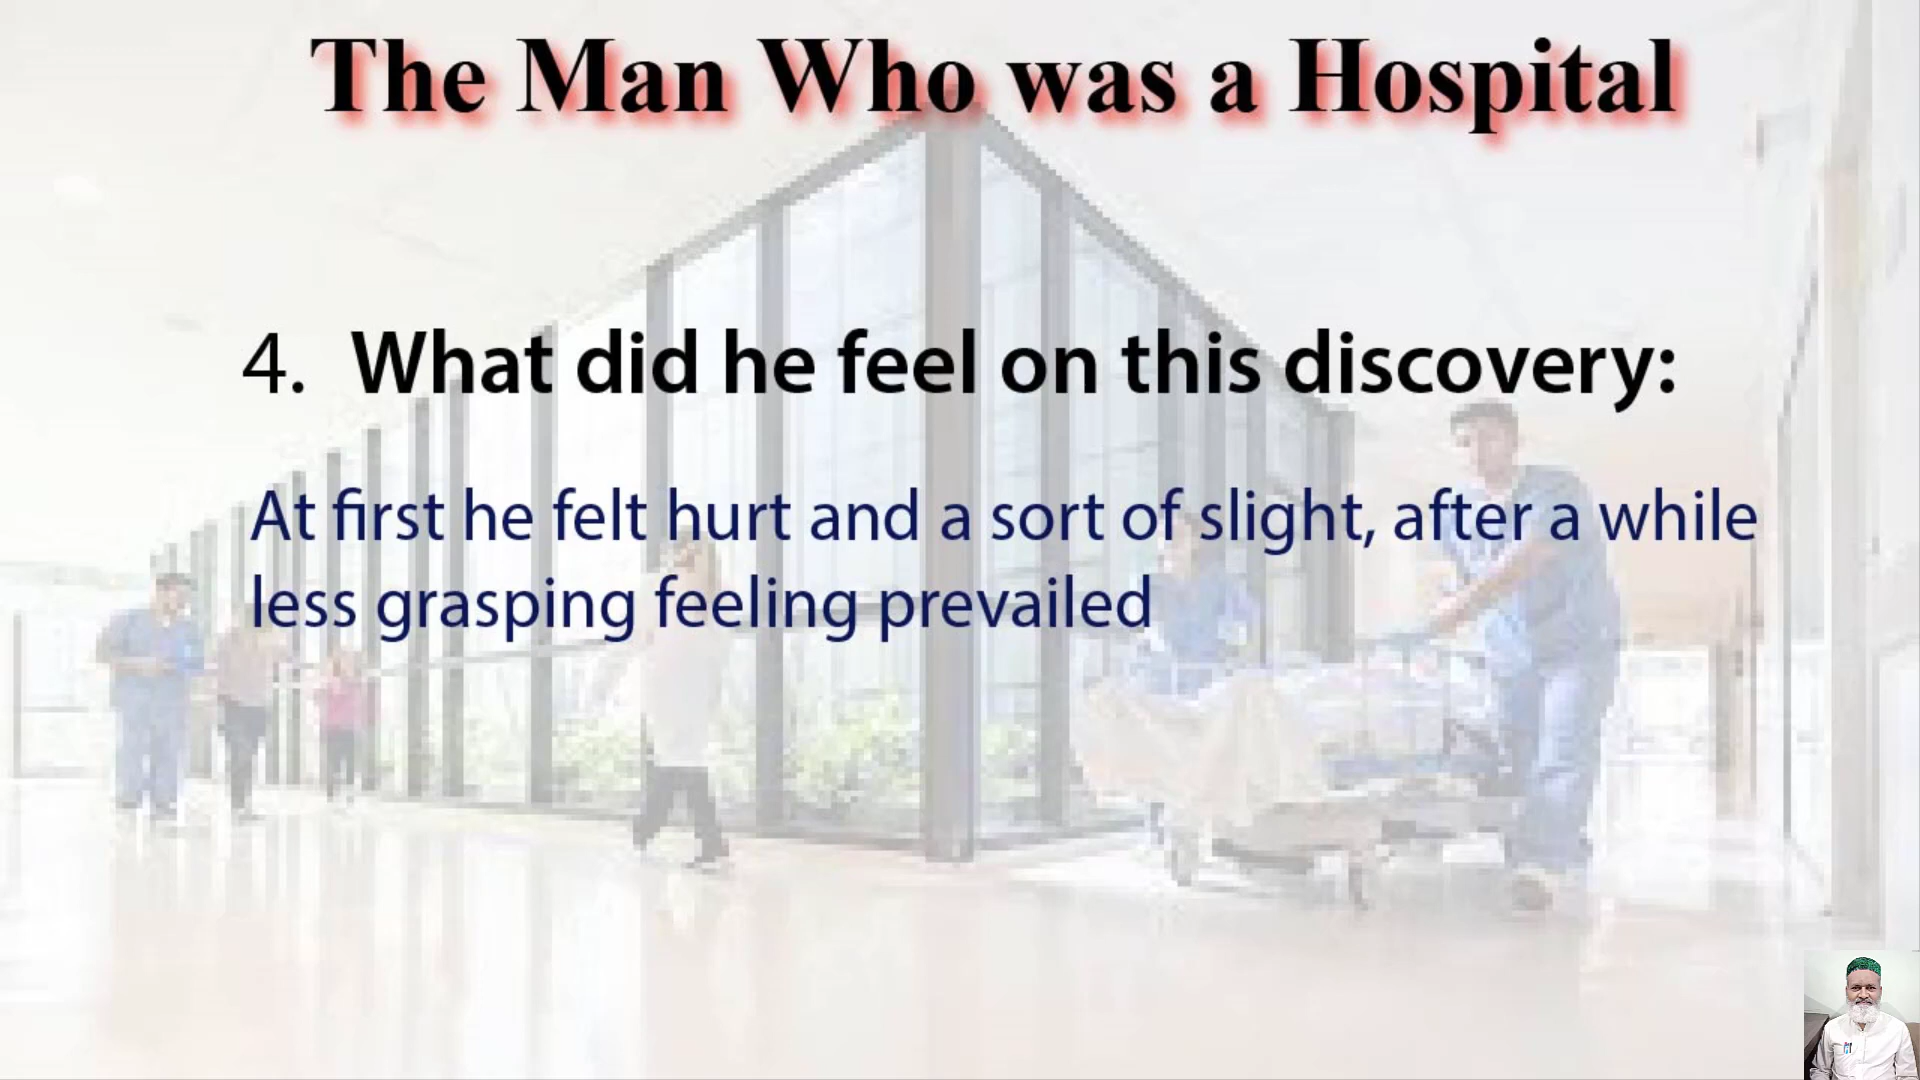 The Man Who was a Hospital
4. What did he feel on this discovery:
At first he felt hurt and a sort of slight, after a while
less grasping feeling prevailed